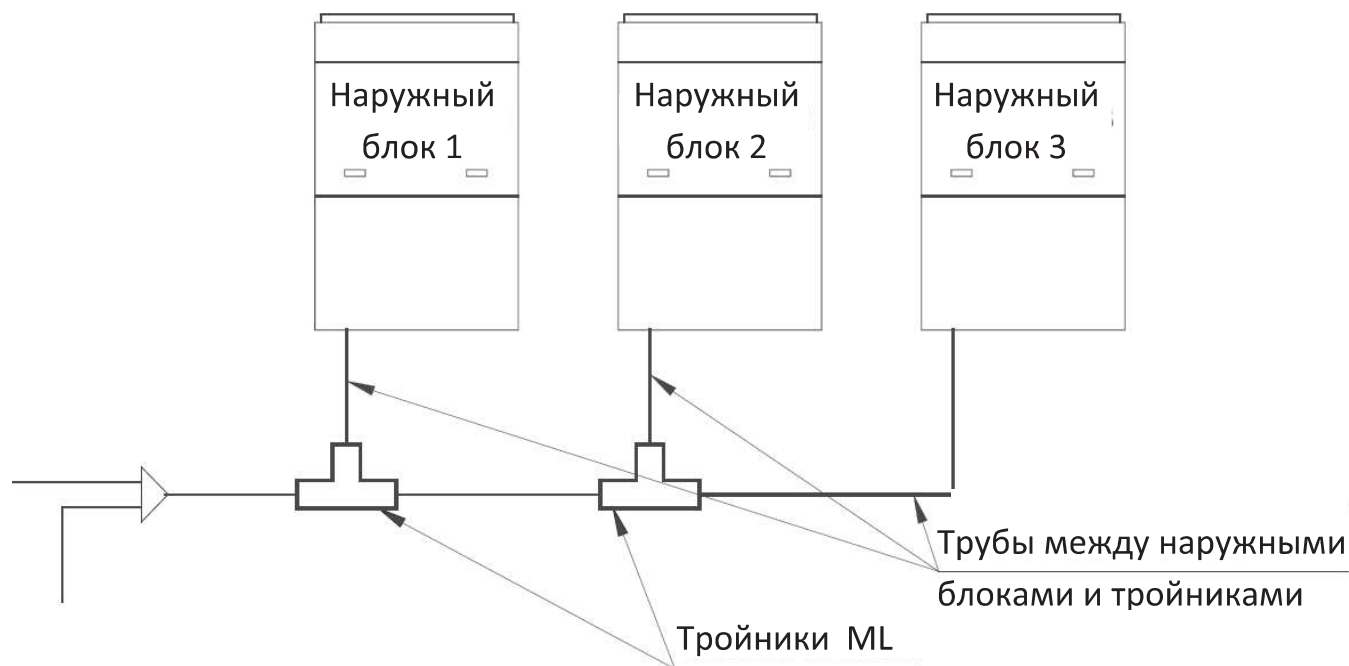 Наружный
блок 1
Наружный
блок 2
Наружный
блок 3
Трубы между наружными
блоками и тройниками
Тройники ML